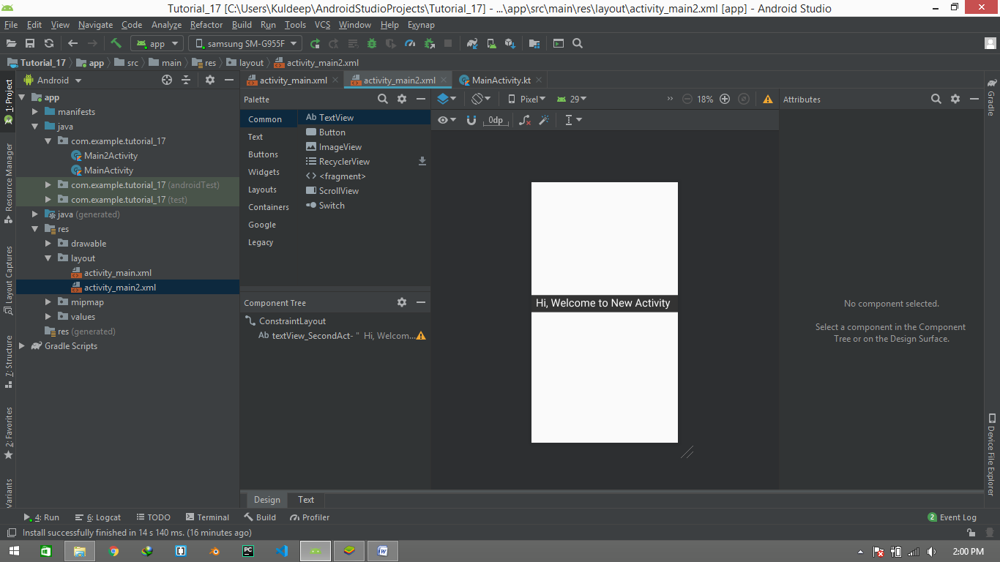 Tutorial_17 [C:\Users\Kuldeep\AndroidStudioProjects\Tutorial_17] - ...\app\src\main\res\layout\activity_main2.xml [app] - Android Studio
File Edit View Navigate Code Analyze Refactor Build Run Tools VCS Window Help Exynap
app samsung SM-G955F
Tutorial_17 app src main res layout activity_main2.xml
Android
activity_main.xml activity_main2.xml MainActivity.kt
1: Project
Resource Manager
Layout Captures
7: Structure
2: Favorites
Variants
app
manifests
java
com.example.tutorial_17
Main2Activity
MainActivity
com.example.tutorial_17 (androidTest)
com.example.tutorial_17 (test)
java (generated)
res
drawable
layout
activity_main.xml
activity_main2.xml
mipmap
values
res (generated)
Gradle Scripts
Palette
Common
Text
Buttons
Widgets
Layouts
Containers
Google
Legacy
Ab TextView
Button
ImageView
RecyclerView
<fragment>
ScrollView
Switch
Component Tree
ConstraintLayout
Ab textView_SecondAct- " Hi, Welcom...
Pixel 29 » 18%
0dp
Hi, Welcome to New Activity
Attributes
No component selected.
Select a component in the Component
Tree or on the Design Surface.
Gradle
Device File Explorer
Design Text
4: Run 6: Logcat TODO Terminal Build Profiler 2 Event Log
Install successfully finished in 14 s 140 ms. (16 minutes ago)
PC
W
2:00 PM